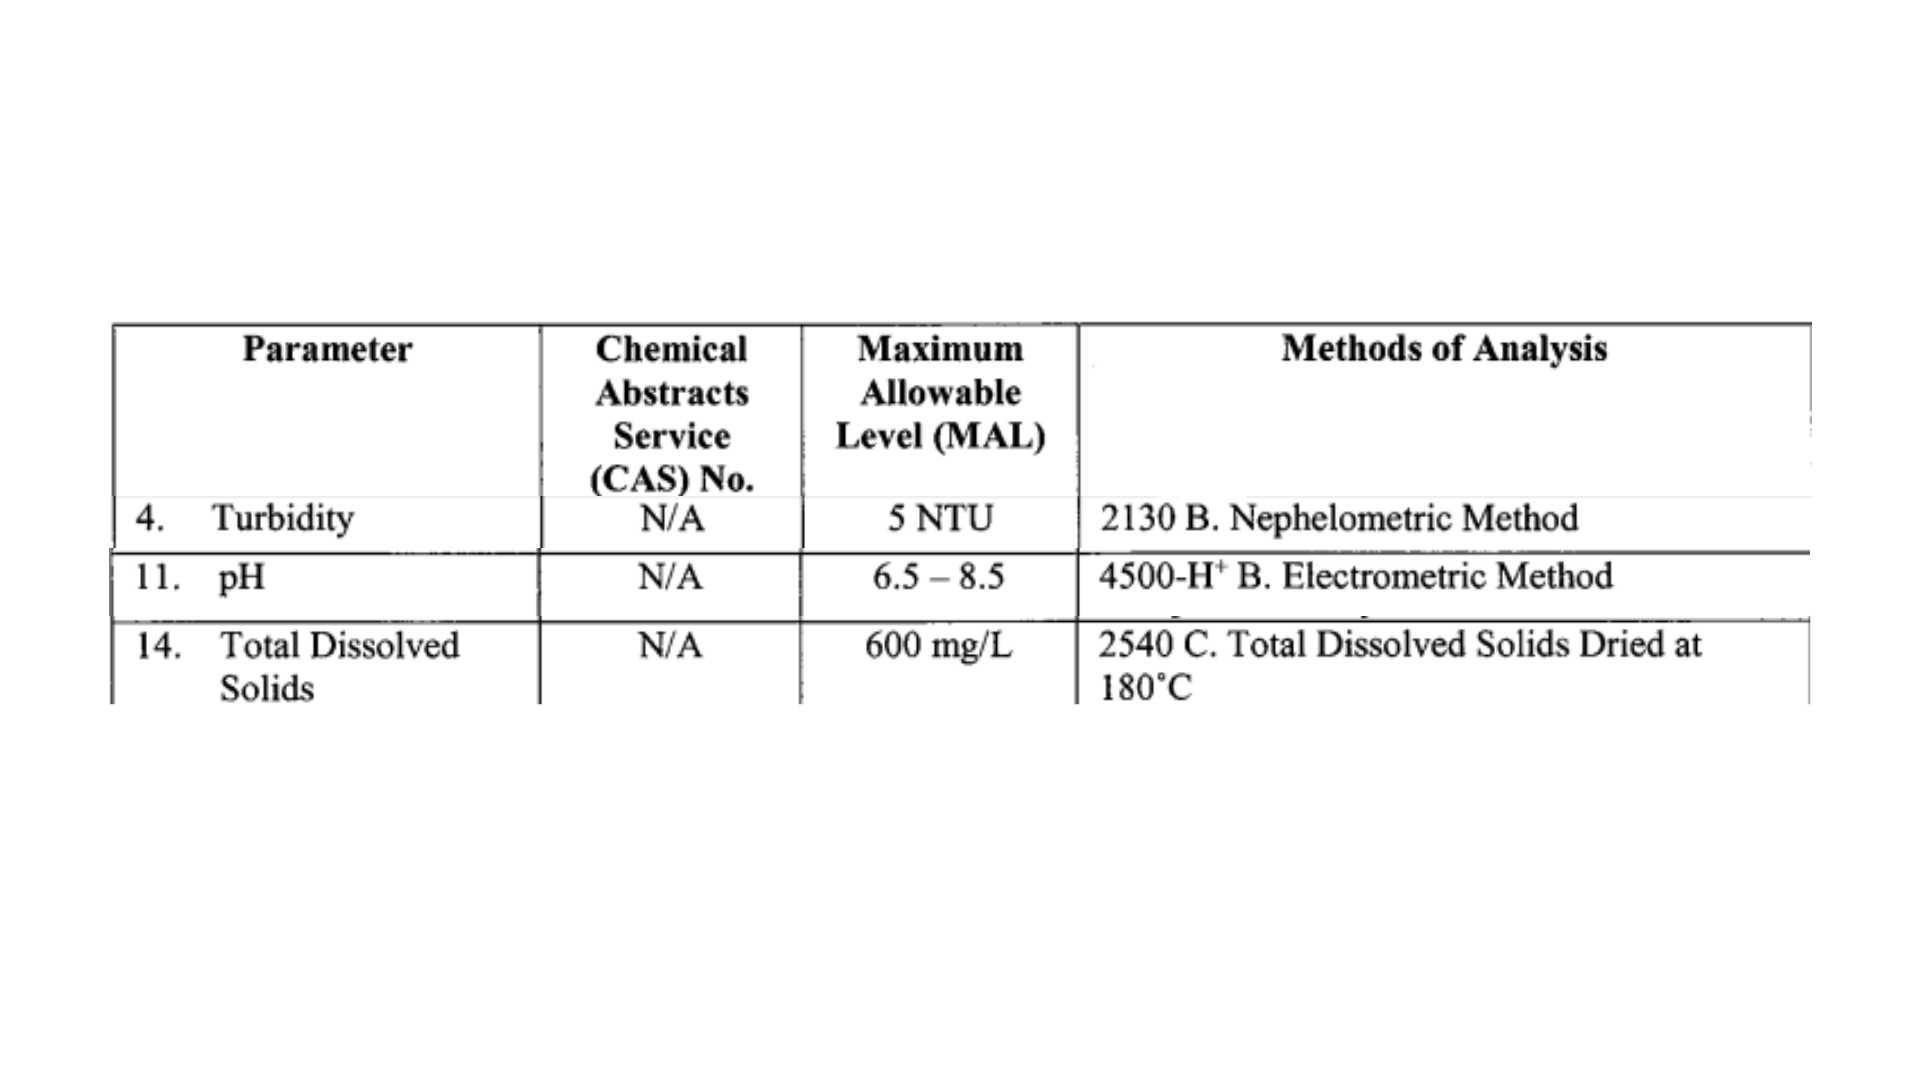 Parameter
Chemical
Abstracts
Service
(CAS) No.
Maximum
Allowable
Level (MAL)
Methods of Analysis
4. Turbidity
N/A
5 NTU
2130 B. Nephelometric Method
11. pH
N/A
6.5 – 8.5
4500-H⁺ B. Electrometric Method
14. Total Dissolved
Solids
N/A
600 mg/L
2540 C. Total Dissolved Solids Dried at
180˚C